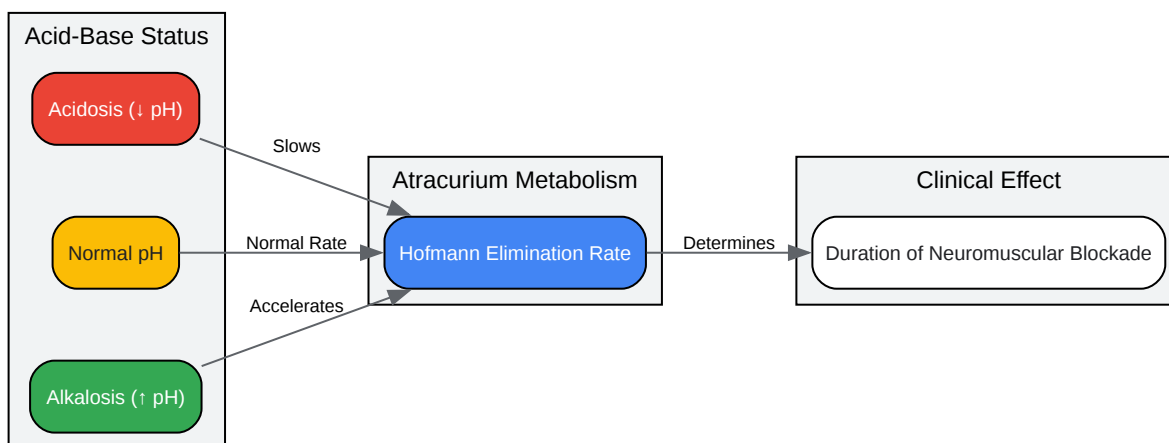 Acid-Base Status
Acidosis (↓ pH)
Slows
Atracurium Metabolism
Clinical Effect
Normal pH
Normal Rate
Hofmann Elimination Rate
Determines
Duration of Neuromuscular Blockade
Accelerates
Alkalosis (↑ pH)